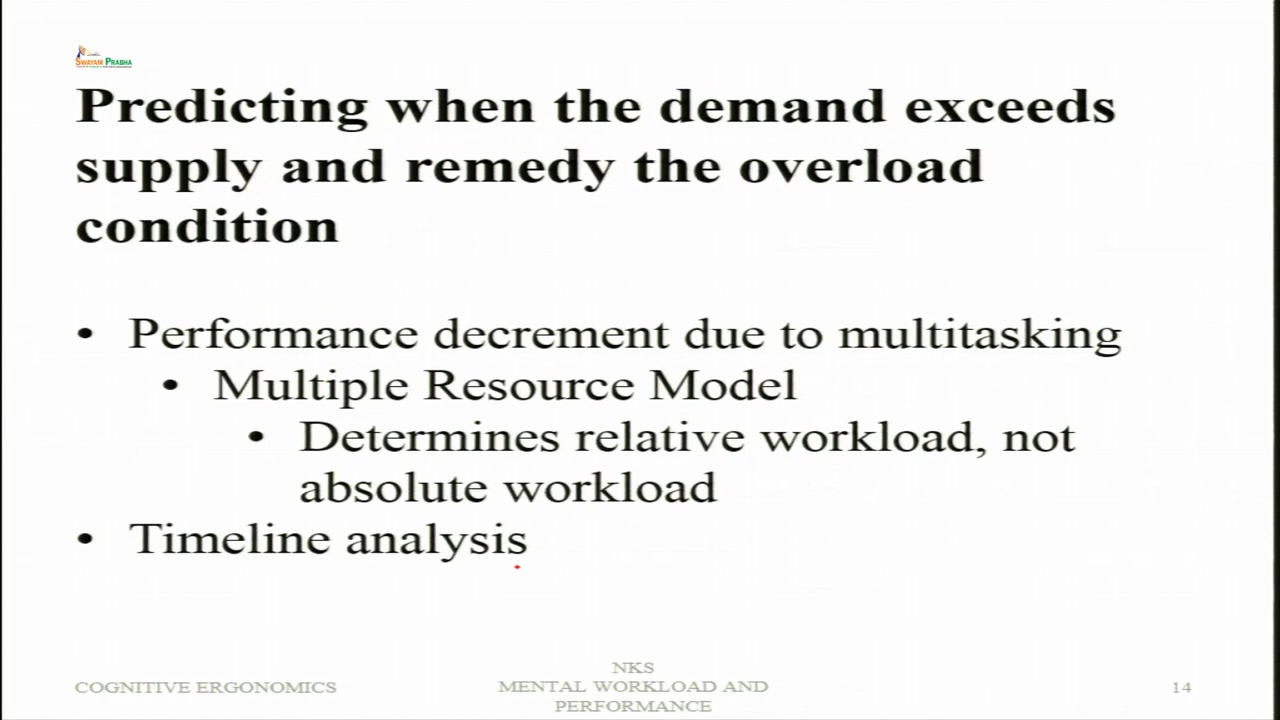 SWAYAM PRABHA
Predicting when the demand exceeds
supply and remedy the overload
condition
• Performance decrement due to multitasking
• Multiple Resource Model
• Determines relative workload, not
absolute workload
• Timeline analysis
COGNITIVE ERGONOMICS
NKS
MENTAL WORKLOAD AND
PERFORMANCE
14